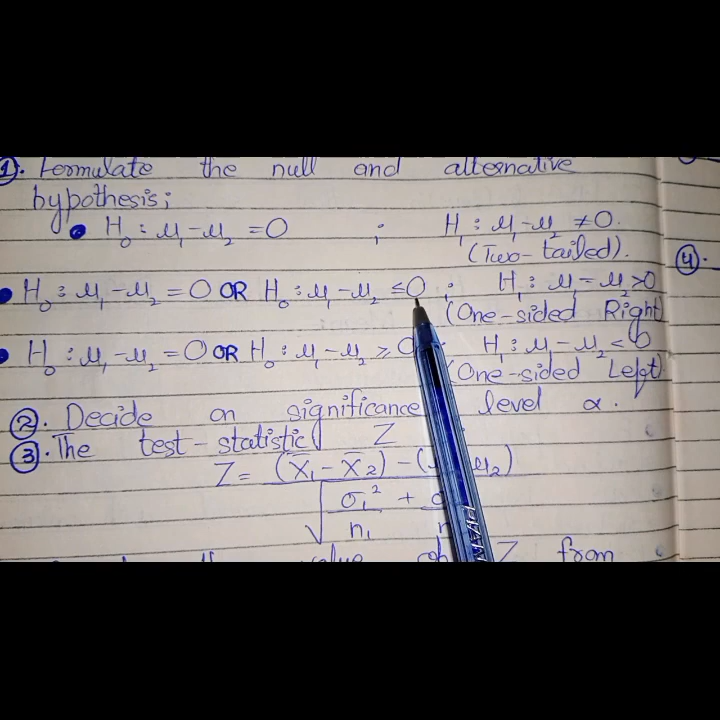 1. Formulate the null and alternative
hypothesis;
• H₀ : μ₁ - μ₂ = 0 ; H₁ : μ₁ - μ₂ ≠ 0.
(Two-tailed).
• H₀ : μ₁ - μ₂ = 0 OR H₀ : μ₁ - μ₂ ≤ 0 ; H₁ : μ₁ - μ₂ > 0
(One-sided Right)
• H₀ : μ₁ - μ₂ = 0 OR H₀ : μ₁ - μ₂ ≥ 0 H₁ : μ₁ - μ₂ < 0
(One-sided Left)
2. Decide on significance level α.
3. The test-statistic Z
Z = (X̄₁ - X̄₂) - ( μ₂)
√ σ₁² +
n₁
value Z from
4.